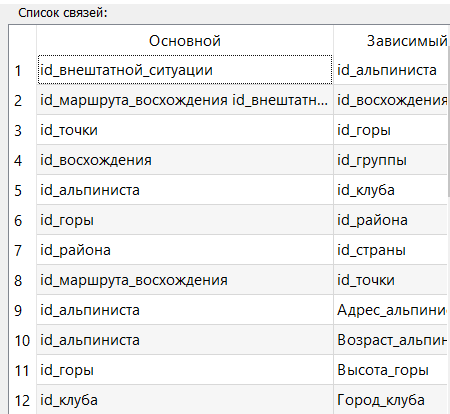 Список связей:
Основной Зависимый
1 id_внештатной_ситуации id_альпиниста
2 id_маршрута_восхождения id_внештатн... id_восхождения
3 id_точки id_горы
4 id_восхождения id_группы
5 id_альпиниста id_клуба
6 id_горы id_района
7 id_района id_страны
8 id_маршрута_восхождения id_точки
9 id_альпиниста Адрес_альпини
10 id_альпиниста Возраст_альпин
11 id_горы Высота_горы
12 id_клуба Город_клуба